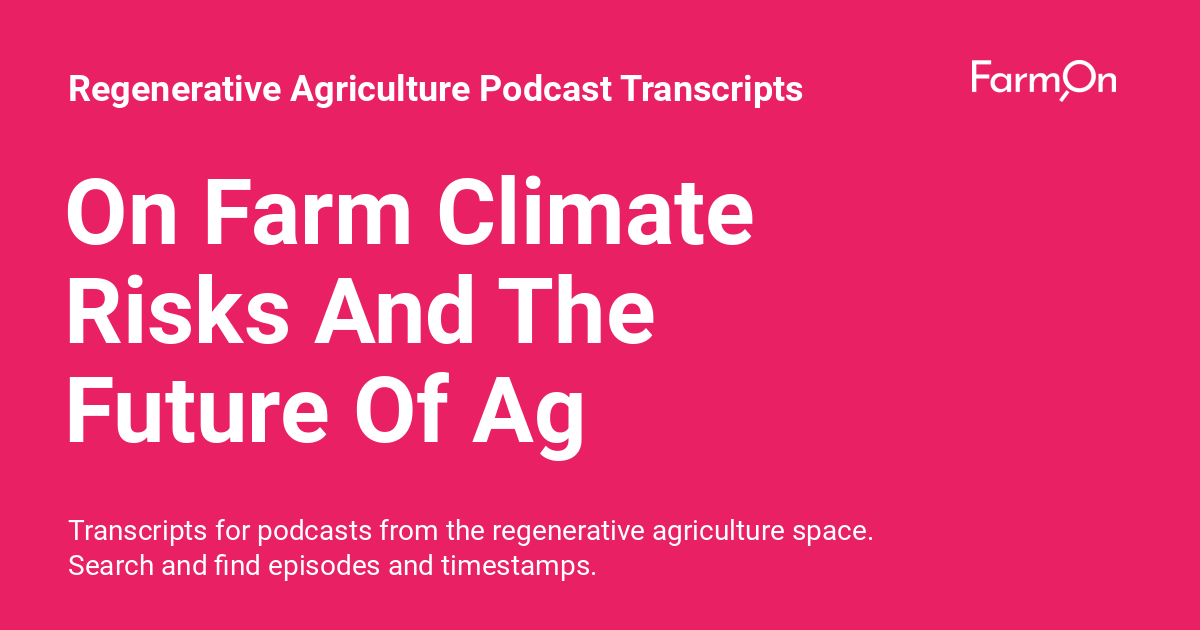 Regenerative Agriculture Podcast Transcripts
FarmOn
On Farm Climate
Risks And The
Future Of Ag
Transcripts for podcasts from the regenerative agriculture space.
Search and find episodes and timestamps.